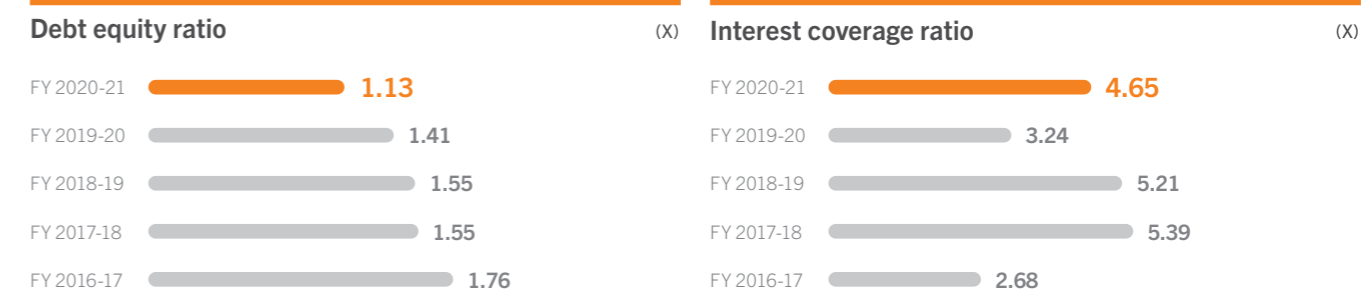 Debt equity ratio (X)
FY 2020-21 1.13
FY 2019-20 1.41
FY 2018-19 1.55
FY 2017-18 1.55
FY 2016-17 1.76
Interest coverage ratio (X)
FY 2020-21 4.65
FY 2019-20 3.24
FY 2018-19 5.21
FY 2017-18 5.39
FY 2016-17 2.68